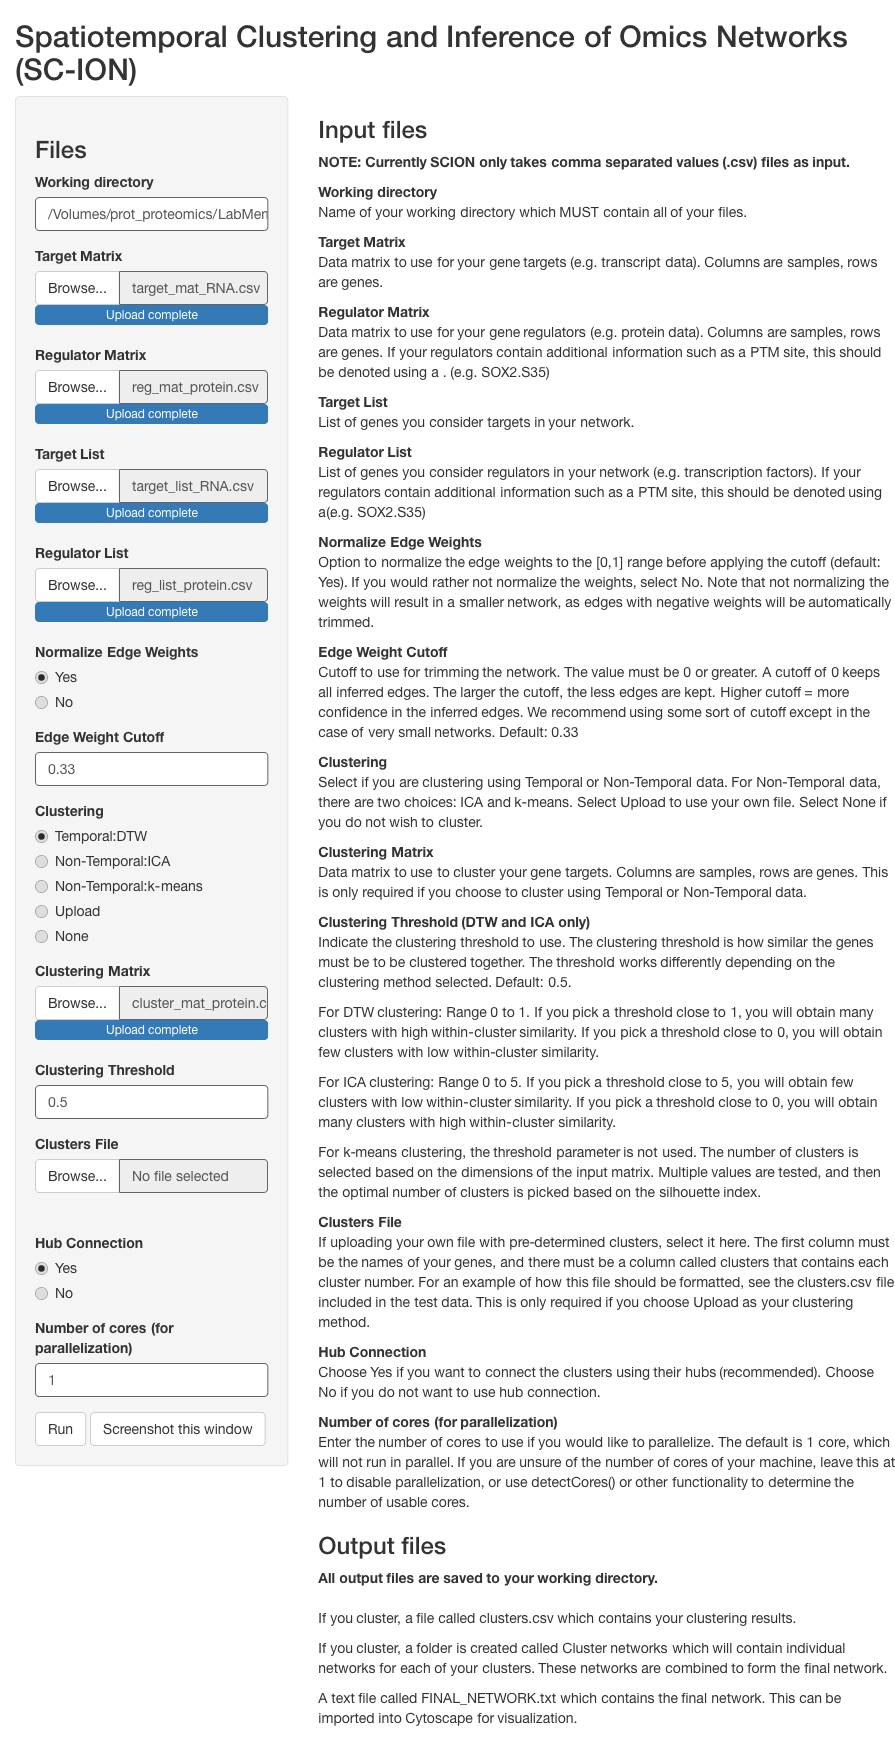 Spatiotemporal Clustering and Inference of Omics Networks
(SC-ION)
Files
Working directory
/Volumes/prot_proteomics/LabMem
Target Matrix
Browse... target_mat_RNA.csv
Upload complete
Regulator Matrix
Browse... reg_mat_protein.csv
Upload complete
Target List
Browse... target_list_RNA.csv
Upload complete
Regulator List
Browse... reg_list_protein.csv
Upload complete
Normalize Edge Weights
Yes
No
Edge Weight Cutoff
0.33
Clustering
Temporal:DTW
Non-Temporal:ICA
Non-Temporal:k-means
Upload
None
Clustering Matrix
Browse... cluster_mat_protein.c
Upload complete
Clustering Threshold
0.5
Clusters File
Browse... No file selected
Hub Connection
Yes
No
Number of cores (for
parallelization)
1
Run Screenshot this window
Input files
NOTE: Currently SCION only takes comma separated values (.csv) files as input.
Working directory
Name of your working directory which MUST contain all of your files.
Target Matrix
Data matrix to use for your gene targets (e.g. transcript data). Columns are samples, rows
are genes.
Regulator Matrix
Data matrix to use for your gene regulators (e.g. protein data). Columns are samples, rows
are genes. If your regulators contain additional information such as a PTM site, this should
be denoted using a . (e.g. SOX2.S35)
Target List
List of genes you consider targets in your network.
Regulator List
List of genes you consider regulators in your network (e.g. transcription factors). If your
regulators contain additional information such as a PTM site, this should be denoted using
a(e.g. SOX2.S35)
Normalize Edge Weights
Option to normalize the edge weights to the [0,1] range before applying the cutoff (default:
Yes). If you would rather not normalize the weights, select No. Note that not normalizing the
weights will result in a smaller network, as edges with negative weights will be automatically
trimmed.
Edge Weight Cutoff
Cutoff to use for trimming the network. The value must be 0 or greater. A cutoff of 0 keeps
all inferred edges. The larger the cutoff, the less edges are kept. Higher cutoff = more
confidence in the inferred edges. We recommend using some sort of cutoff except in the
case of very small networks. Default: 0.33
Clustering
Select if you are clustering using Temporal or Non-Temporal data. For Non-Temporal data,
there are two choices: ICA and k-means. Select Upload to use your own file. Select None if
you do not wish to cluster.
Clustering Matrix
Data matrix to use to cluster your gene targets. Columns are samples, rows are genes. This
is only required if you choose to cluster using Temporal or Non-Temporal data.
Clustering Threshold (DTW and ICA only)
Indicate the clustering threshold to use. The clustering threshold is how similar the genes
must be to be clustered together. The threshold works differently depending on the
clustering method selected. Default: 0.5.
For DTW clustering: Range 0 to 1. If you pick a threshold close to 1, you will obtain many
clusters with high within-cluster similarity. If you pick a threshold close to 0, you will obtain
few clusters with low within-cluster similarity.
For ICA clustering: Range 0 to 5. If you pick a threshold close to 5, you will obtain few
clusters with low within-cluster similarity. If you pick a threshold close to 0, you will obtain
many clusters with high within-cluster similarity.
For k-means clustering, the threshold parameter is not used. The number of clusters is
selected based on the dimensions of the input matrix. Multiple values are tested, and then
the optimal number of clusters is picked based on the silhouette index.
Clusters File
If uploading your own file with pre-determined clusters, select it here. The first column must
be the names of your genes, and there must be a column called clusters that contains each
cluster number. For an example of how this file should be formatted, see the clusters.csv file
included in the test data. This is only required if you choose Upload as your clustering
method.
Hub Connection
Choose Yes if you want to connect the clusters using their hubs (recommended). Choose
No if you do not want to use hub connection.
Number of cores (for parallelization)
Enter the number of cores to use if you would like to parallelize. The default is 1 core, which
will not run in parallel. If you are unsure of the number of cores of your machine, leave this at
1 to disable parallelization, or use detectCores() or other functionality to determine the
number of usable cores.
Output files
All output files are saved to your working directory.
If you cluster, a file called clusters.csv which contains your clustering results.
If you cluster, a folder is created called Cluster networks which will contain individual
networks for each of your clusters. These networks are combined to form the final network.
A text file called FINAL_NETWORK.txt which contains the final network. This can be
imported into Cytoscape for visualization.